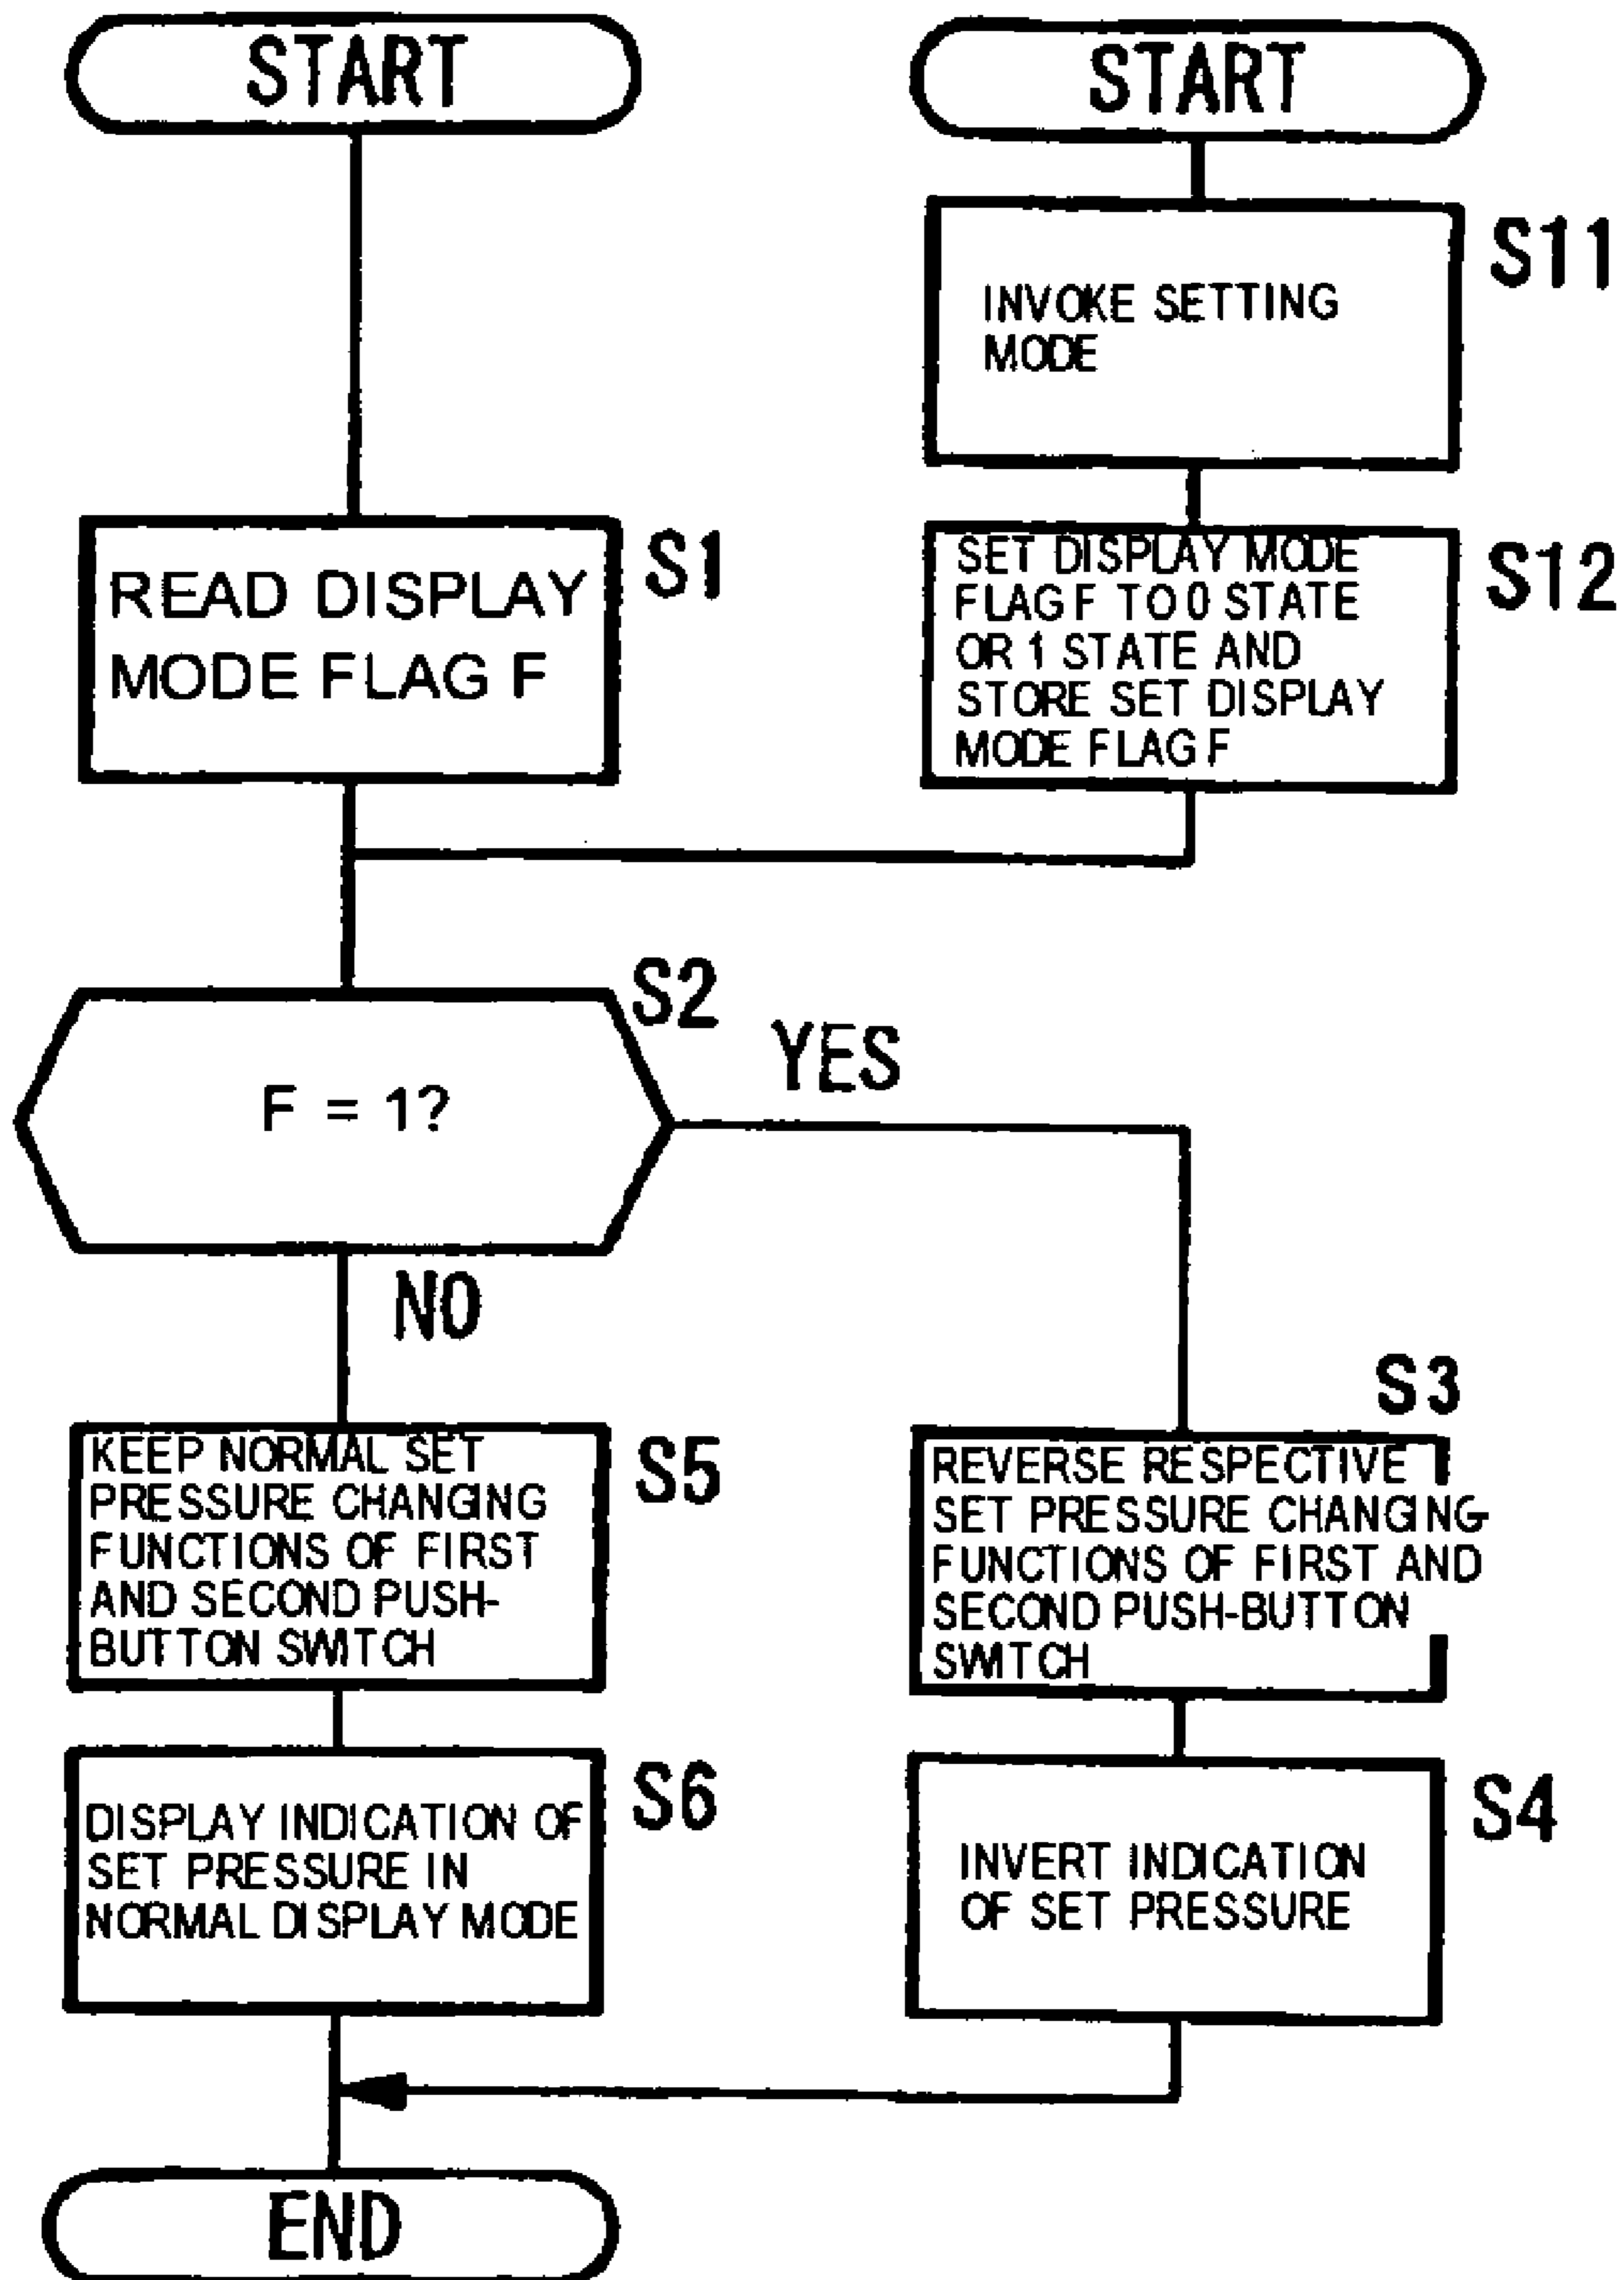 START
START
S11
INVOKE SETTING
MODE
S1
READ DISPLAY
MODE FLAG F
S12
SET DISPLAY MODE
FLAG F TO 0 STATE
OR 1 STATE AND
STORE SET DISPLAY
MODE FLAG F
S2
F = 1?
YES
NO
S5
KEEP NORMAL SET
PRESSURE CHANGING
FUNCTIONS OF FIRST
AND SECOND PUSH-
BUTTON SWITCH
S3
REVERSE RESPECTIVE
SET PRESSURE CHANGING
FUNCTIONS OF FIRST AND
SECOND PUSH-BUTTON
SWITCH
S6
DISPLAY INDICATION OF
SET PRESSURE IN
NORMAL DISPLAY MODE
S4
INVERT INDICATION
OF SET PRESSURE
END